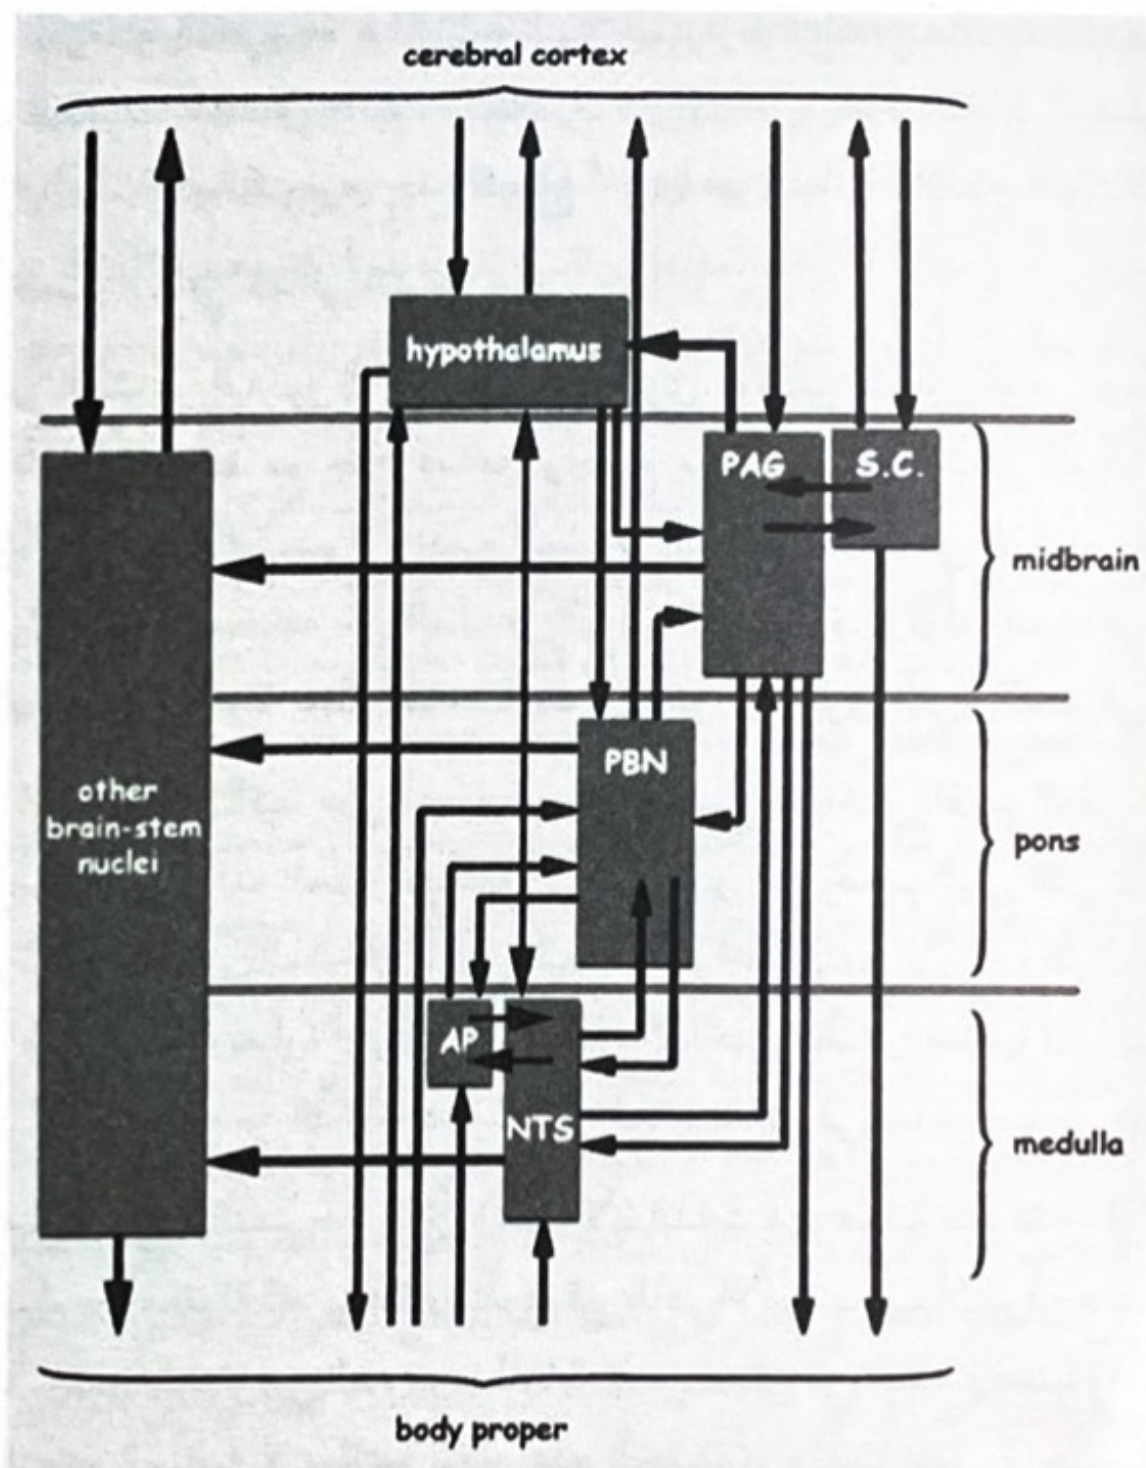 cerebral cortex
hypothalamus
PAG
S.C.
midbrain
PBN
other
brain-stem
nuclei
pons
AP
NTS
medulla
body proper